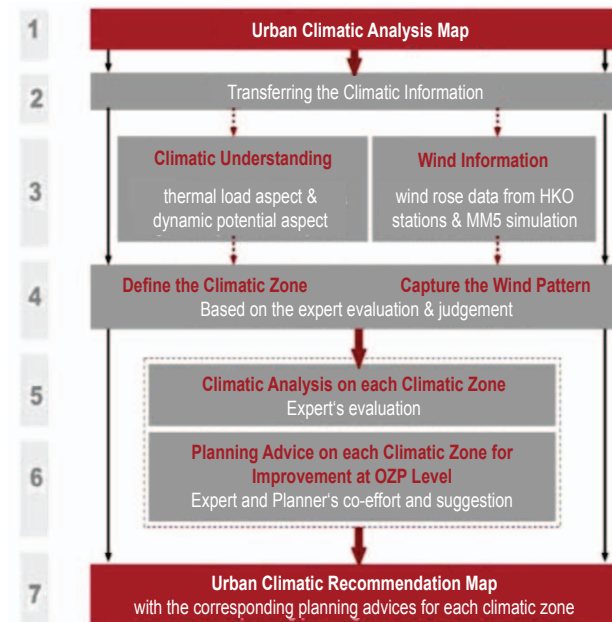 1
Urban Climatic Analysis Map
2
Transferring the Climatic Information
3
Climatic Understanding
thermal load aspect &
dynamic potential aspect
Wind Information
wind rose data from HKO
stations & MM5 simulation
4
Define the Climatic Zone
Capture the Wind Pattern
Based on the expert evaluation & judgement
5
Climatic Analysis on each Climatic Zone
Expert's evaluation
6
Planning Advice on each Climatic Zone for
Improvement at OZP Level
Expert and Planner's co-effort and suggestion
7
Urban Climatic Recommendation Map
with the corresponding planning advices for each climatic zone